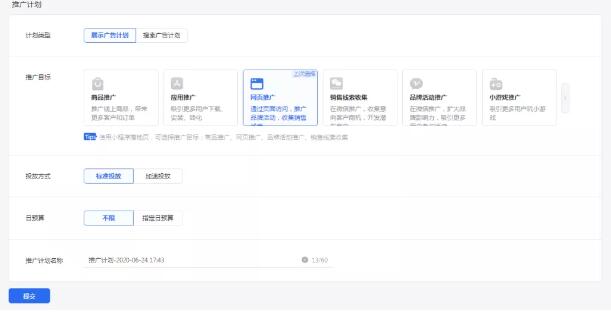 推广计划
计划类型
展示广告计划
搜索广告计划
推广目标
商品推广
推广线上商品，带来
更多客户和订单
应用推广
吸引更多用户下载、
安装、转化
上次选择
网页推广
通过页面访问，推广
品牌活动，收集销售
销售线索收集
在微信推广，收集意
向客户商机，开发潜
品牌活动推广
在微信推广，扩大品
牌影响力，吸引更多
小游戏推广
吸引更多用户玩小游
戏
Tips 使用小程序落地页，可选择推广目标：商品推广、网页推广、品牌活动推广、销售线索收集
投放方式
标准投放
加速投放
日预算
不限
指定日预算
推广计划名称
推广计划-2020-06-24 17:43
13/60
提交